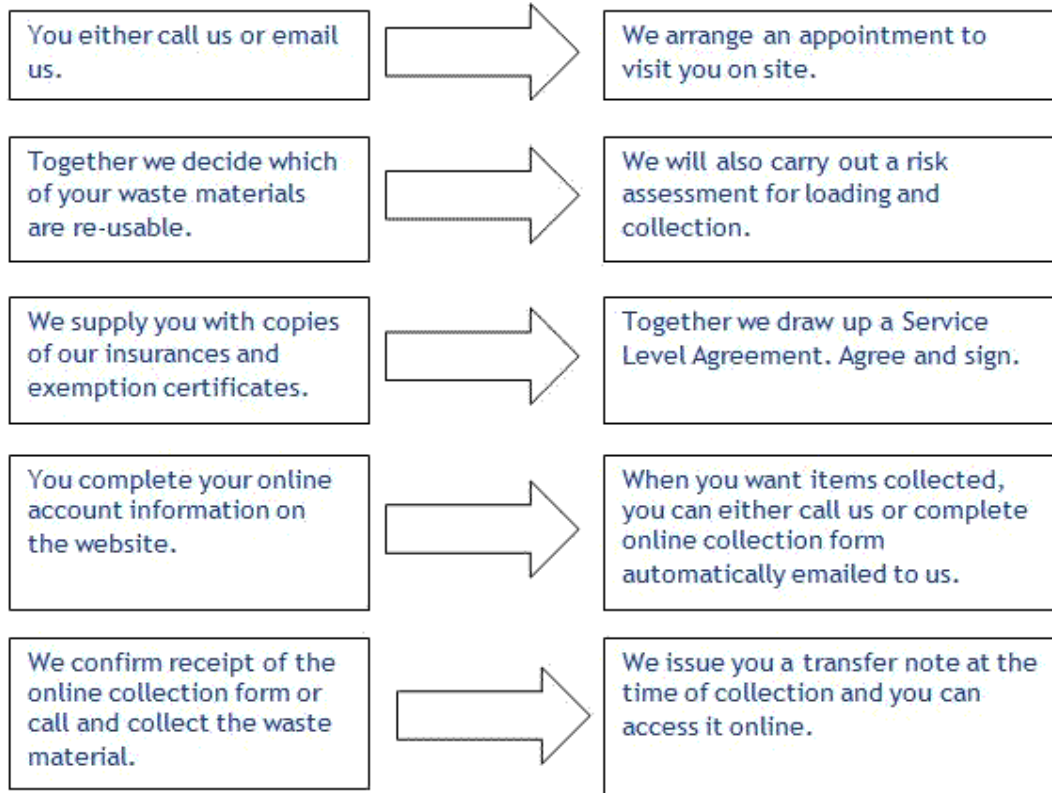 You either call us or email
us.
We arrange an appointment to
visit you on site.
Together we decide which
of your waste materials
are re-usable.
We will also carry out a risk
assessment for loading and
collection.
We supply you with copies
of our insurances and
exemption certificates.
Together we draw up a Service
Level Agreement. Agree and sign.
You complete your online
account information on
the website.
When you want items collected,
you can either call us or complete
online collection form
automatically emailed to us.
We confirm receipt of the
online collection form or
call and collect the waste
material.
We issue you a transfer note at the
time of collection and you can
access it online.